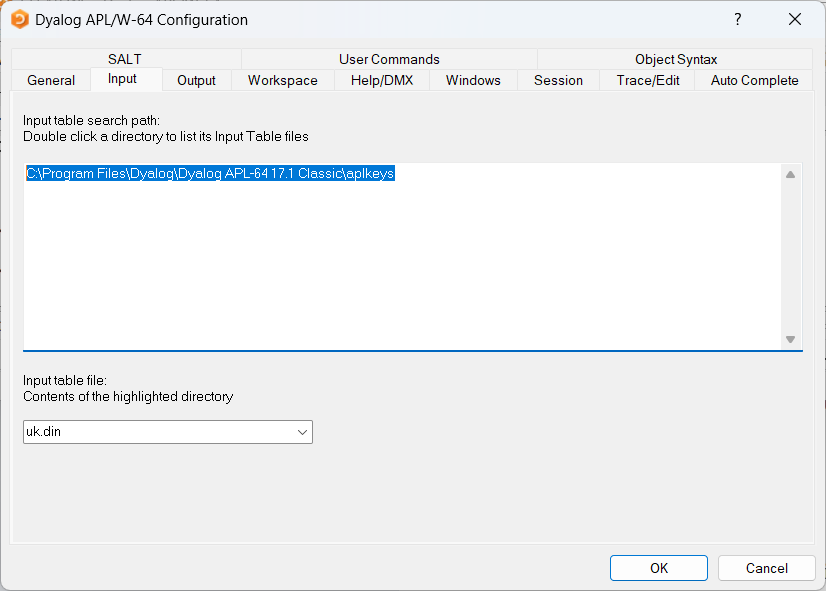 Dyalog APL/W-64 Configuration ?
SALT User Commands Object Syntax
General Input Output Workspace Help/DMX Windows Session Trace/Edit Auto Complete
Input table search path:
Double click a directory to list its Input Table files
C:\Program Files\Dyalog\Dyalog APL-64 17.1 Classic\aplkeys
Input table file:
Contents of the highlighted directory
uk.din
OK Cancel